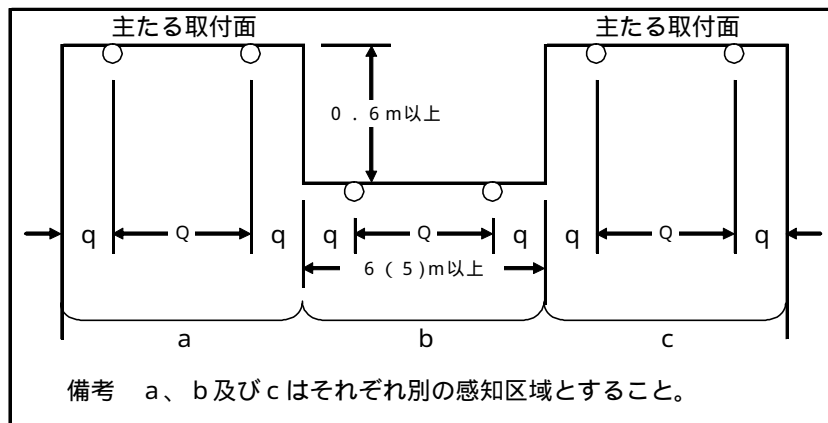 主たる取付面 主たる取付面
0.6m以上
q Q q q Q q q Q q
6(5)m以上
a b c
備考 a、b及びcはそれぞれ別の感知区域とすること。